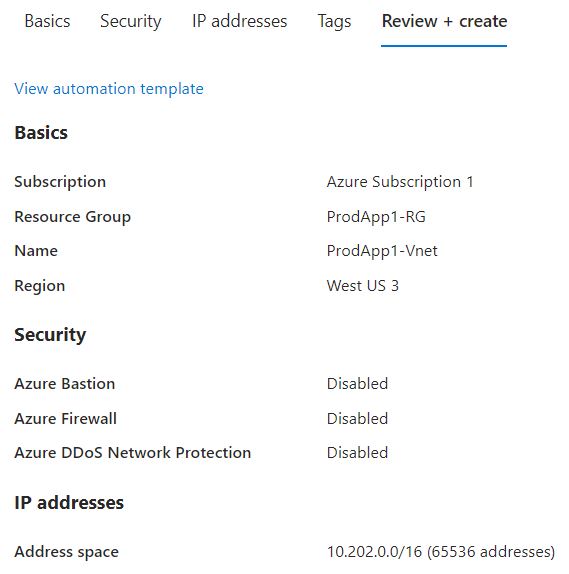 Basics Security IP addresses Tags Review + create
View automation template
Basics
Subscription Azure Subscription 1
Resource Group ProdApp1-RG
Name ProdApp1-Vnet
Region West US 3
Security
Azure Bastion Disabled
Azure Firewall Disabled
Azure DDoS Network Protection Disabled
IP addresses
Address space 10.202.0.0/16 (65536 addresses)